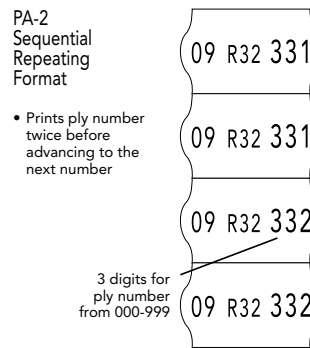 PA-2
Sequential
Repeating
Format
• Prints ply number
twice before
advancing to the
next number
09 R32 331
09 R32 331
09 R32 332
3 digits for
ply number
from 000-999
09 R32 332